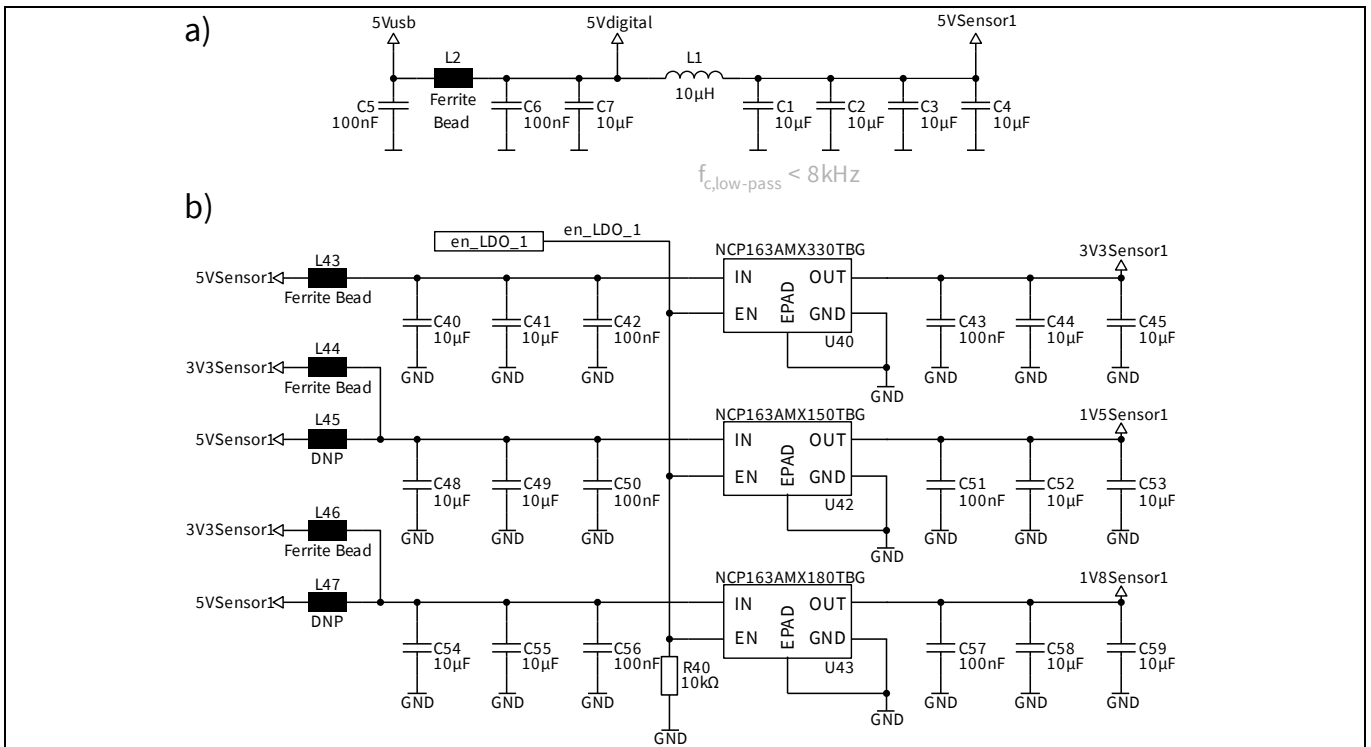 a)
5Vusb
5Vdigital
5VSensor1
L2
L1
Ferrite
Bead
10µH
C5
100nF
C6
100nF
C7
10µF
C1
10µF
C2
10µF
C3
10µF
C4
10µF
fc,low-pass < 8kHz
b)
en_LDO_1
en_LDO_1
NCP163AMX330TBG
3V3Sensor1
L43
5VSensor1
Ferrite Bead
IN
OUT
EN
GND
EPAD
U40
C40
10µF
C41
10µF
C42
100nF
C43
100nF
C44
10µF
C45
10µF
GND
GND
GND
GND
GND
GND
GND
L44
3V3Sensor1
Ferrite Bead
NCP163AMX150TBG
1V5Sensor1
L45
5VSensor1
DNP
IN
OUT
EN
GND
EPAD
U42
C48
10µF
C49
10µF
C50
100nF
C51
100nF
C52
10µF
C53
10µF
GND
GND
GND
GND
GND
GND
GND
L46
3V3Sensor1
Ferrite Bead
NCP163AMX180TBG
1V8Sensor1
L47
5VSensor1
DNP
IN
OUT
EN
GND
EPAD
U43
C54
10µF
C55
10µF
C56
100nF
R40
10kΩ
C57
100nF
C58
10µF
C59
10µF
GND
GND
GND
GND
GND
GND
GND
GND